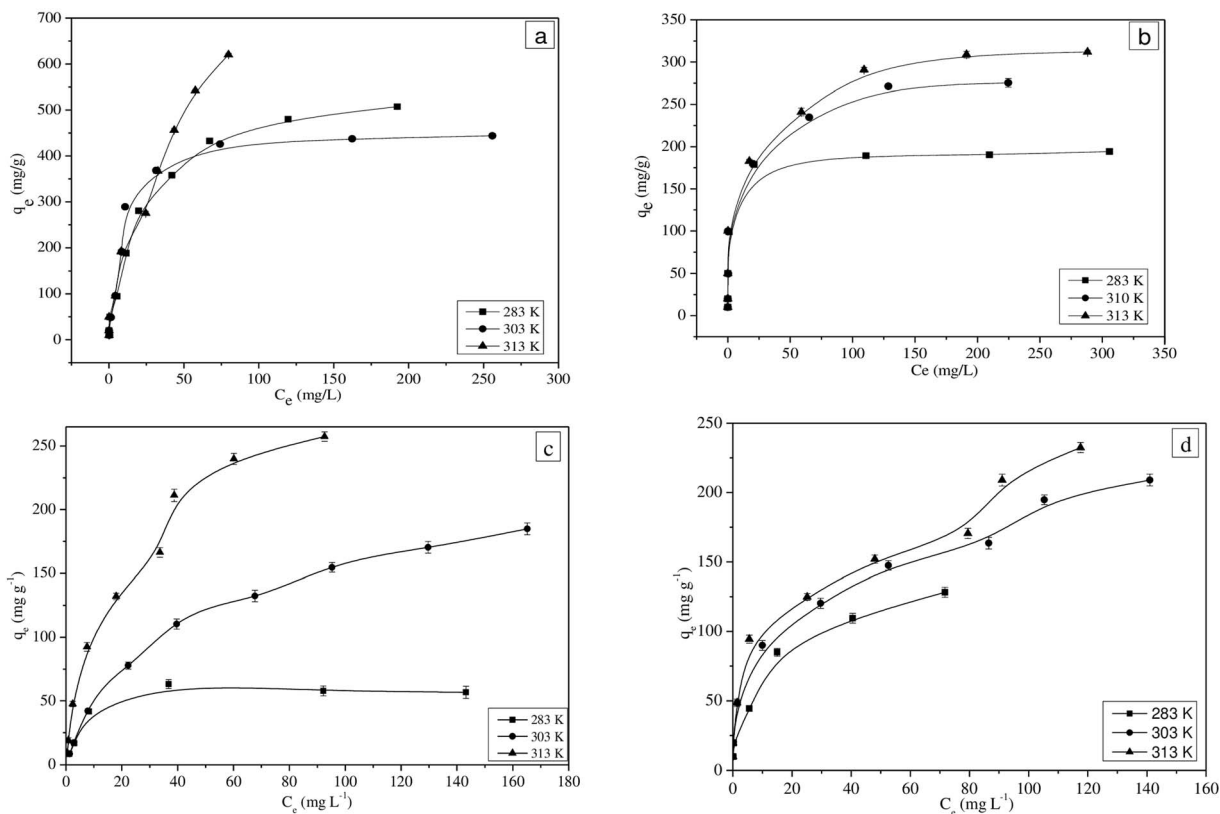 a
700
600
500
400
300
200
100
0
q_e (mg/g)
0 50 100 150 200 250 300
C_e (mg/L)
283 K
303 K
313 K
b
350
300
250
200
150
100
50
0
q_e (mg/g)
0 50 100 150 200 250 300 350
Ce (mg/L)
283 K
310 K
313 K
c
250
200
150
100
50
0
q_e (mg g⁻¹)
0 20 40 60 80 100 120 140 160 180
C_e (mg L⁻¹)
283 K
303 K
313 K
d
250
200
150
100
50
0
q_e (mg g⁻¹)
0 20 40 60 80 100 120 140 160
C_e (mg L⁻¹)
283 K
303 K
313 K